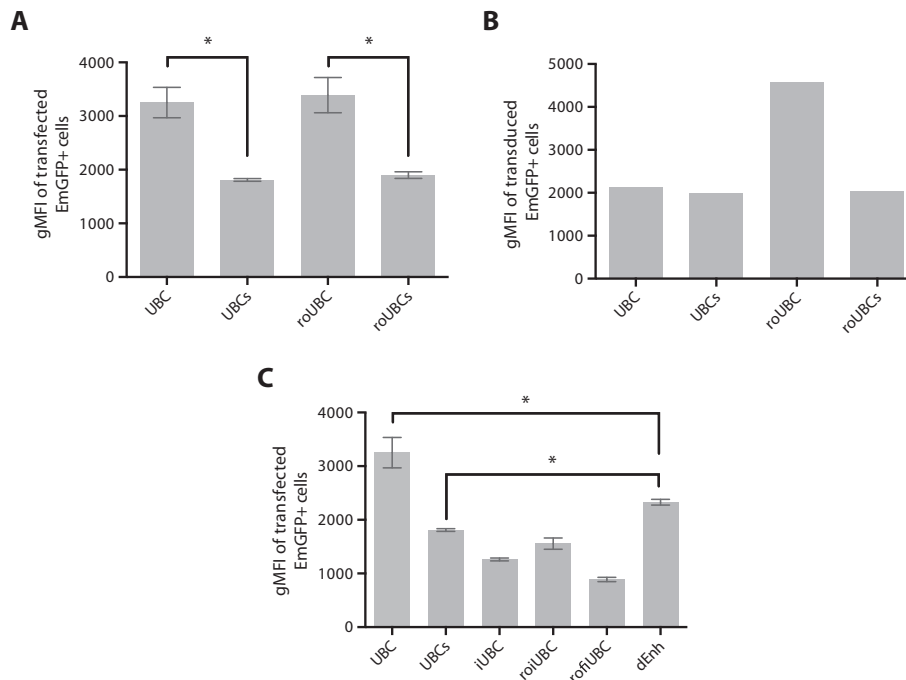 A
gMFI of transfected
EmGFP+ cells
4000
3000
2000
1000
0
*
*
UBC
UBCs
roUBC
roUBCs
B
gMFI of transduced
EmGFP+ cells
5000
4000
3000
2000
1000
0
UBC
UBCs
roUBC
roUBCs
C
gMFI of transfected
EmGFP+ cells
4000
3000
2000
1000
0
*
*
UBC
UBCs
iUBC
roiUBC
rofiUBC
dEnh